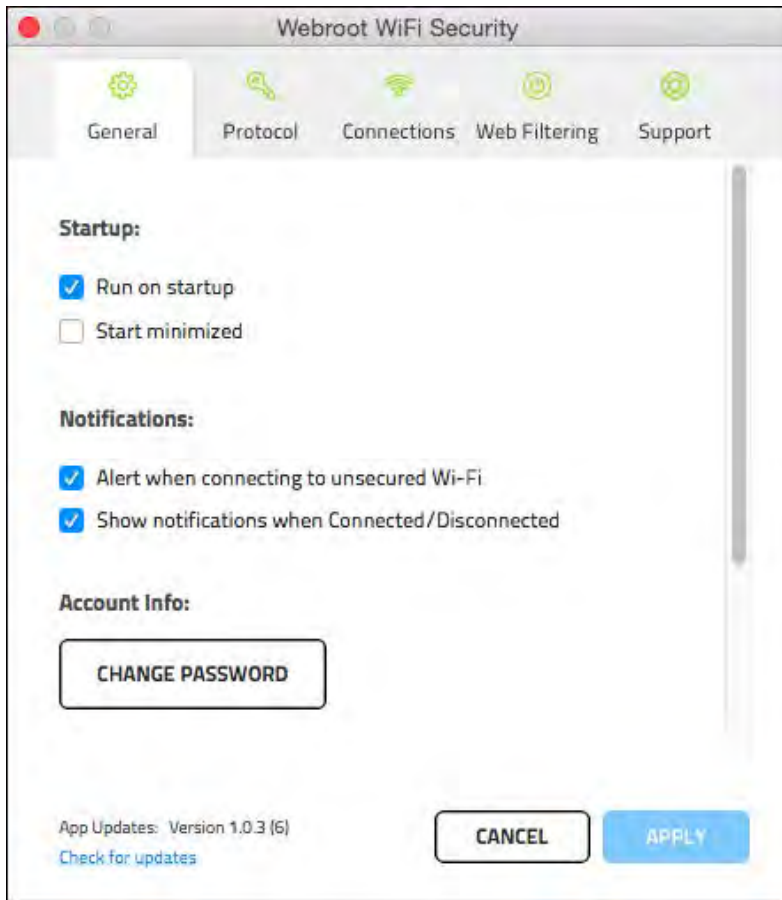 Webroot WiFi Security
General Protocol Connections Web Filtering Support
Startup:
Run on startup
Start minimized
Notifications:
Alert when connecting to unsecured Wi-Fi
Show notifications when Connected/Disconnected
Account Info:
CHANGE PASSWORD
App Updates: Version 1.0.3 (6)
Check for updates
CANCEL APPLY